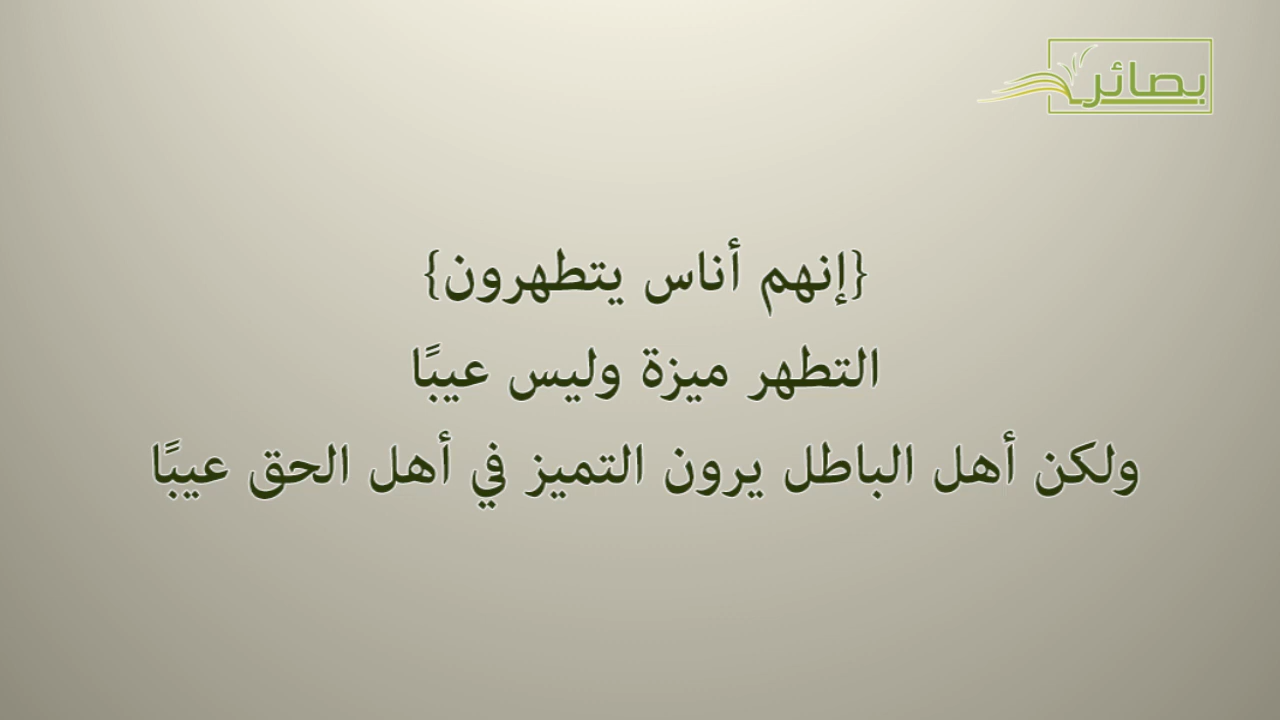 بصائر
{إنهم أناس يتطهرون}
التطهر ميزة وليس عيبًا
ولكن أهل الباطل يرون التميز في أهل الحق عيبًا